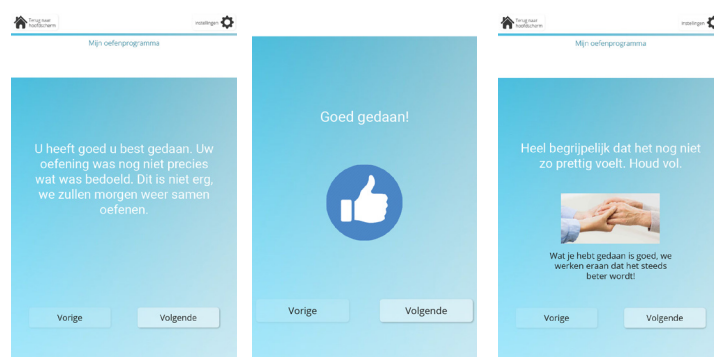 Terug naar
hoofdscherm
Instellingen
Mijn oefenprogramma
U heeft goed u best gedaan. Uw
oefening was nog niet precies
wat was bedoeld. Dit is niet erg,
we zullen morgen weer samen
oefenen.
Vorige
Volgende
Goed gedaan!
Vorige
Volgende
Terug naar
hoofdscherm
Instellingen
Mijn oefenprogramma
Heel begrijpelijk dat het nog niet
zo prettig voelt. Houd vol.
Wat je hebt gedaan is goed, we
werken eraan dat het steeds
beter wordt!
Vorige
Volgende